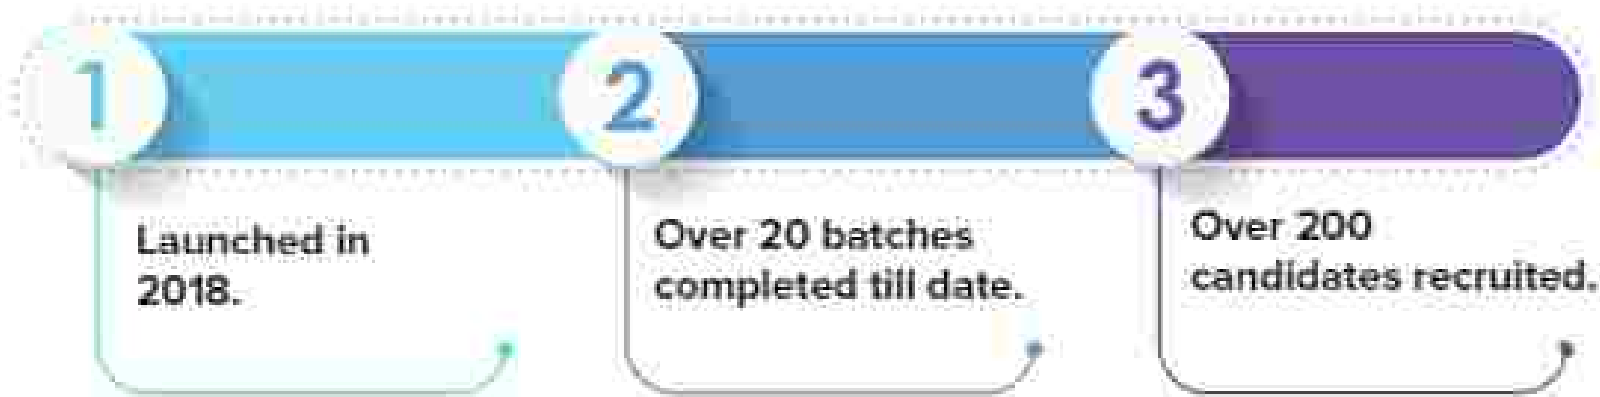 1
2
3
Launched in
2018.
Over 20 batches
completed till date.
Over 200
candidates recruited.